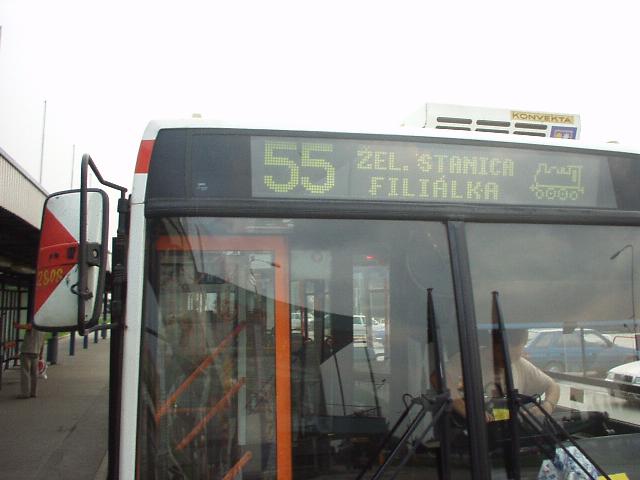 KONVEKTA
55 ŽEL. STANICA
FILIÁLKA